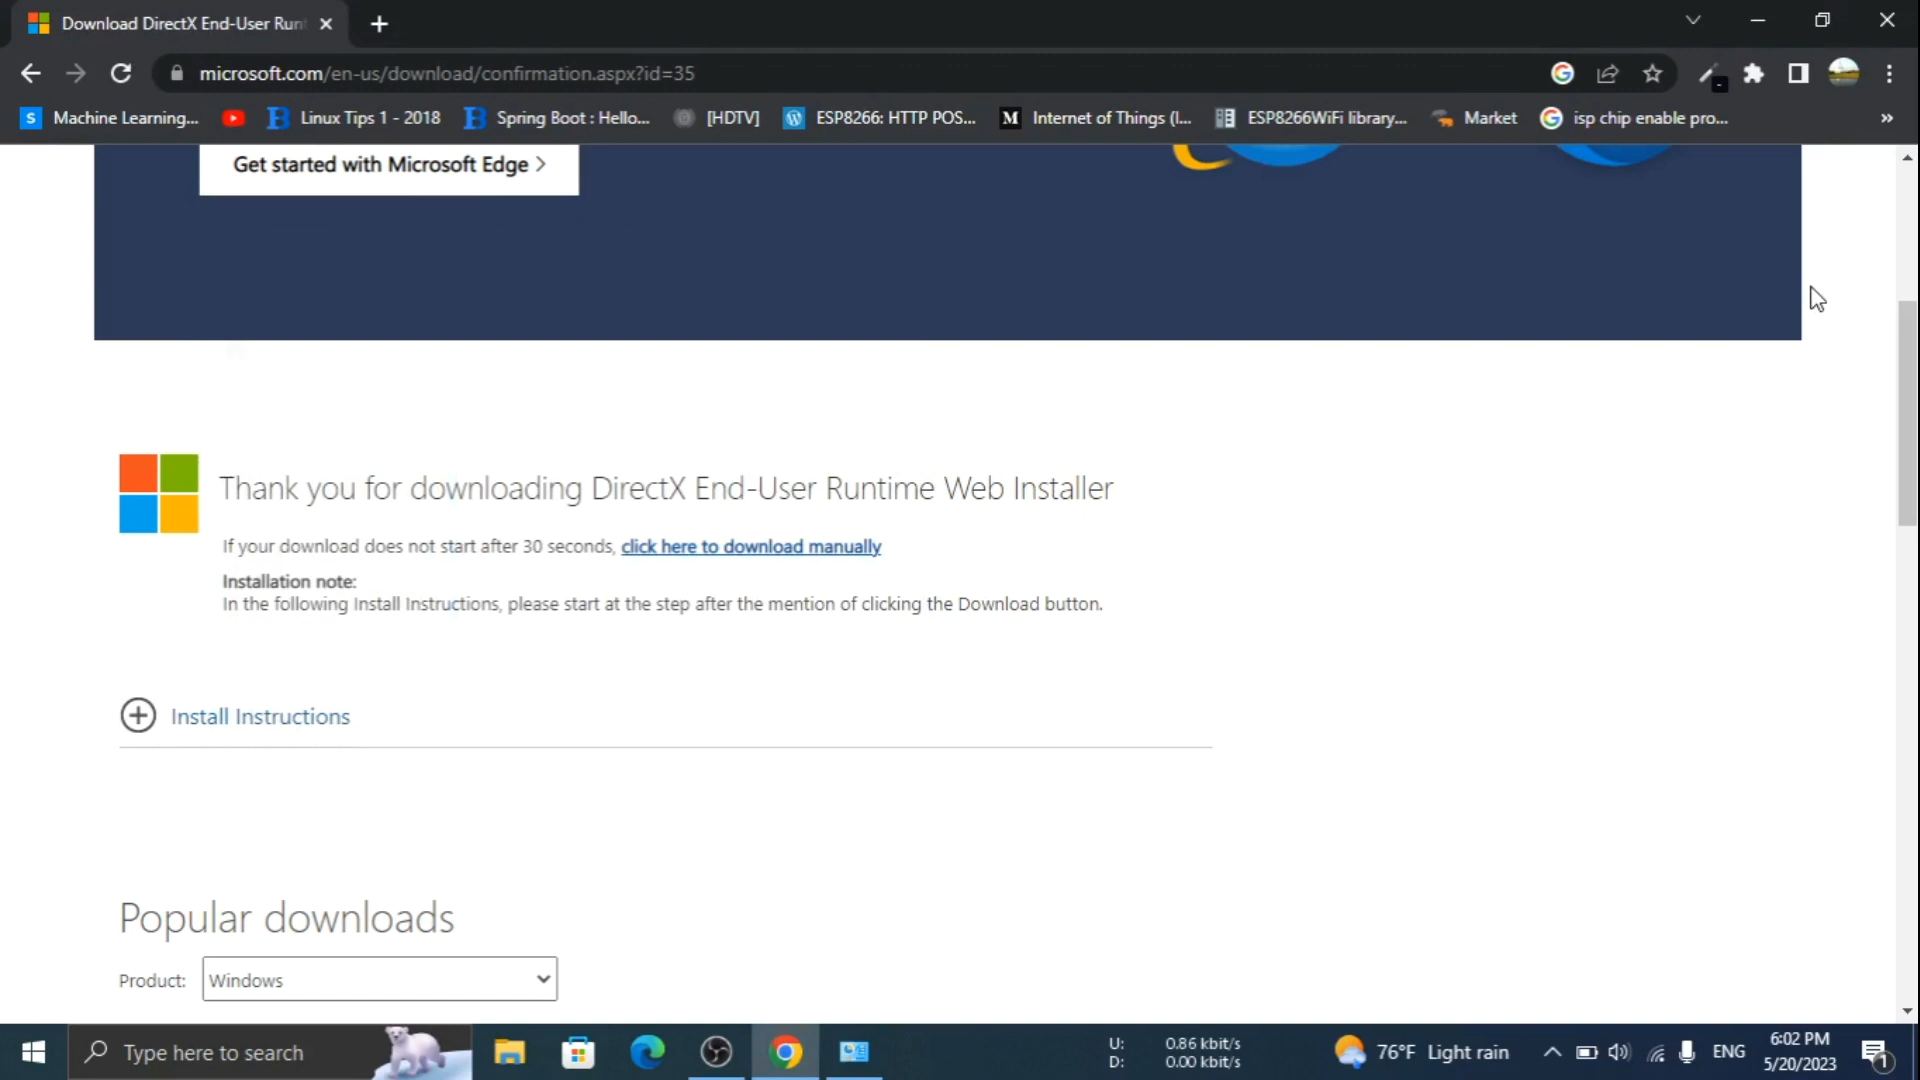 Download DirectX End-User Run
microsoft.com/en-us/download/confirmation.aspx?id=35
S Machine Learning... Linux Tips 1 - 2018 Spring Boot : Hello... [HDTV] ESP8266: HTTP POS... M Internet of Things (I... ESP8266WiFi library... Market isp chip enable pro... »
Get started with Microsoft Edge >
Thank you for downloading DirectX End-User Runtime Web Installer
If your download does not start after 30 seconds, click here to download manually
Installation note:
In the following Install Instructions, please start at the step after the mention of clicking the Download button.
Install Instructions
Popular downloads
Product: Windows
Type here to search
U: 0.86 kbit/s
D: 0.00 kbit/s
76°F Light rain
ENG
6:02 PM
5/20/2023
1